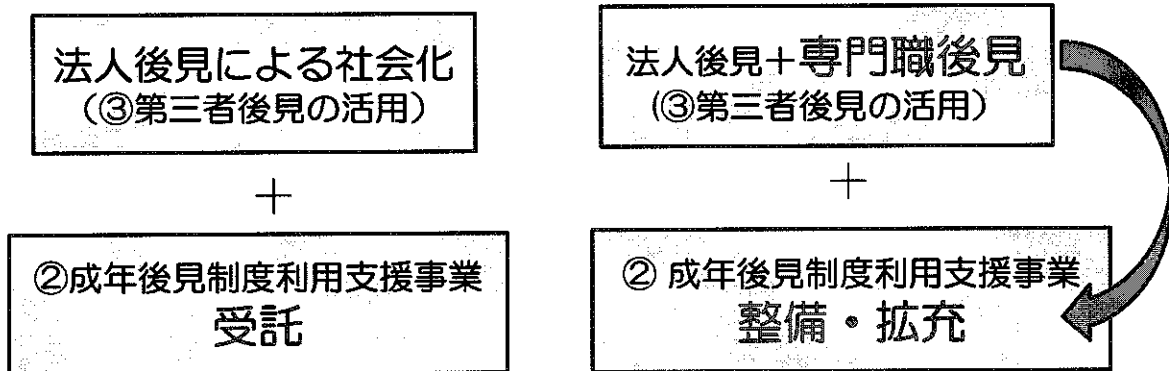 法人後見による社会化
（③第三者後見の活用）
＋
②成年後見制度利用支援事業
受託
法人後見＋専門職後見
（③第三者後見の活用）
＋
② 成年後見制度利用支援事業
整備・拡充